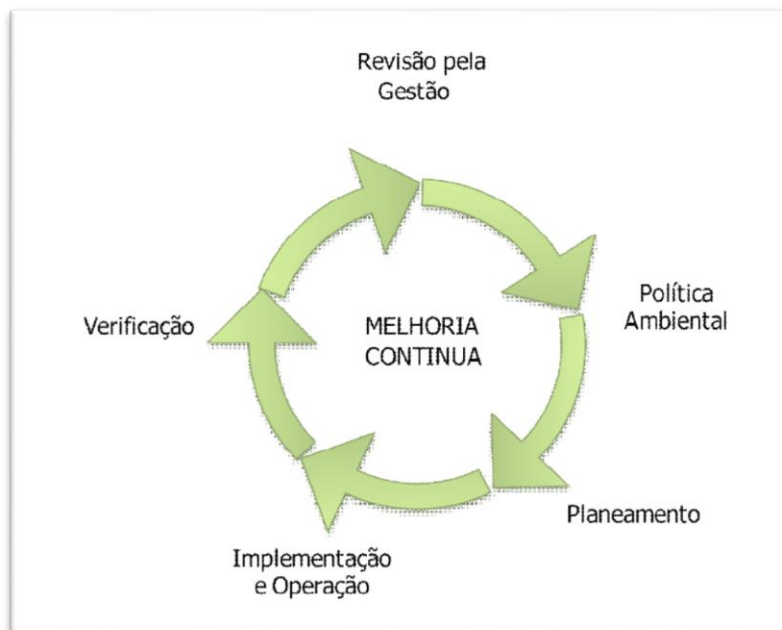 Revisão pela
Gestão
Política
Ambiental
Verificação
MELHORIA
CONTINUA
Planeamento
Implementação
e Operação